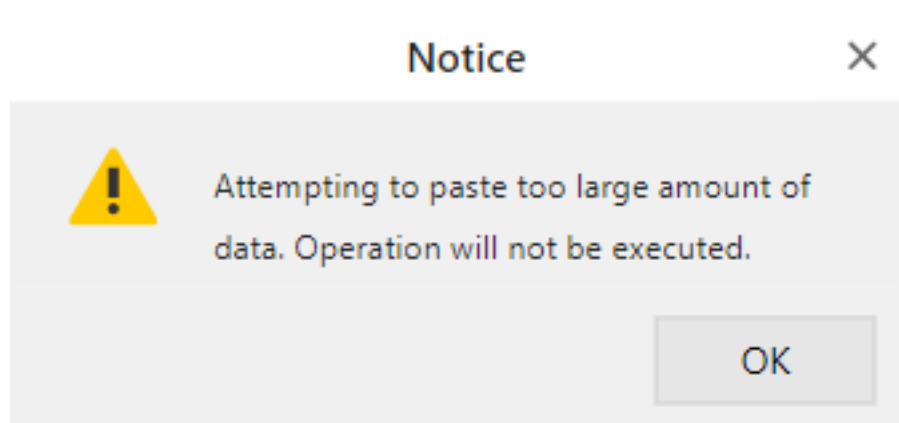 Notice
Attempting to paste too large amount of
data. Operation will not be executed.
OK